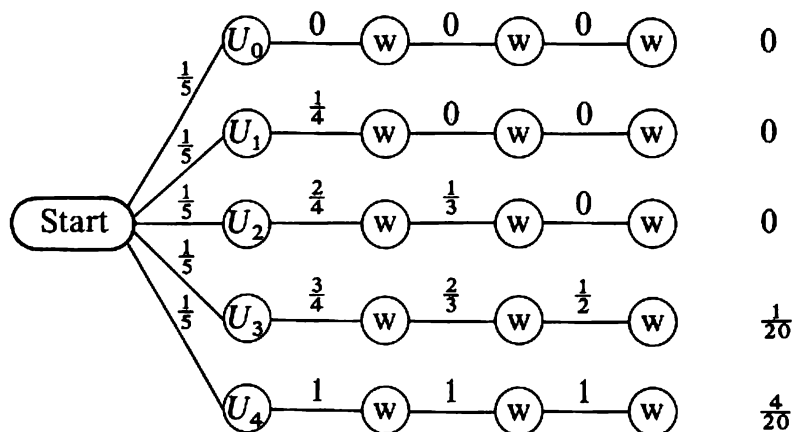 U₀ 0 w 0 w 0 w 0
1/5
U₁ 1/4 w 0 w 0 w 0
1/5
Start 1/5 U₂ 2/4 w 1/3 w 0 w 0
1/5
U₃ 3/4 w 2/3 w 1/2 w 1/20
1/5
U₄ 1 w 1 w 1 w 4/20